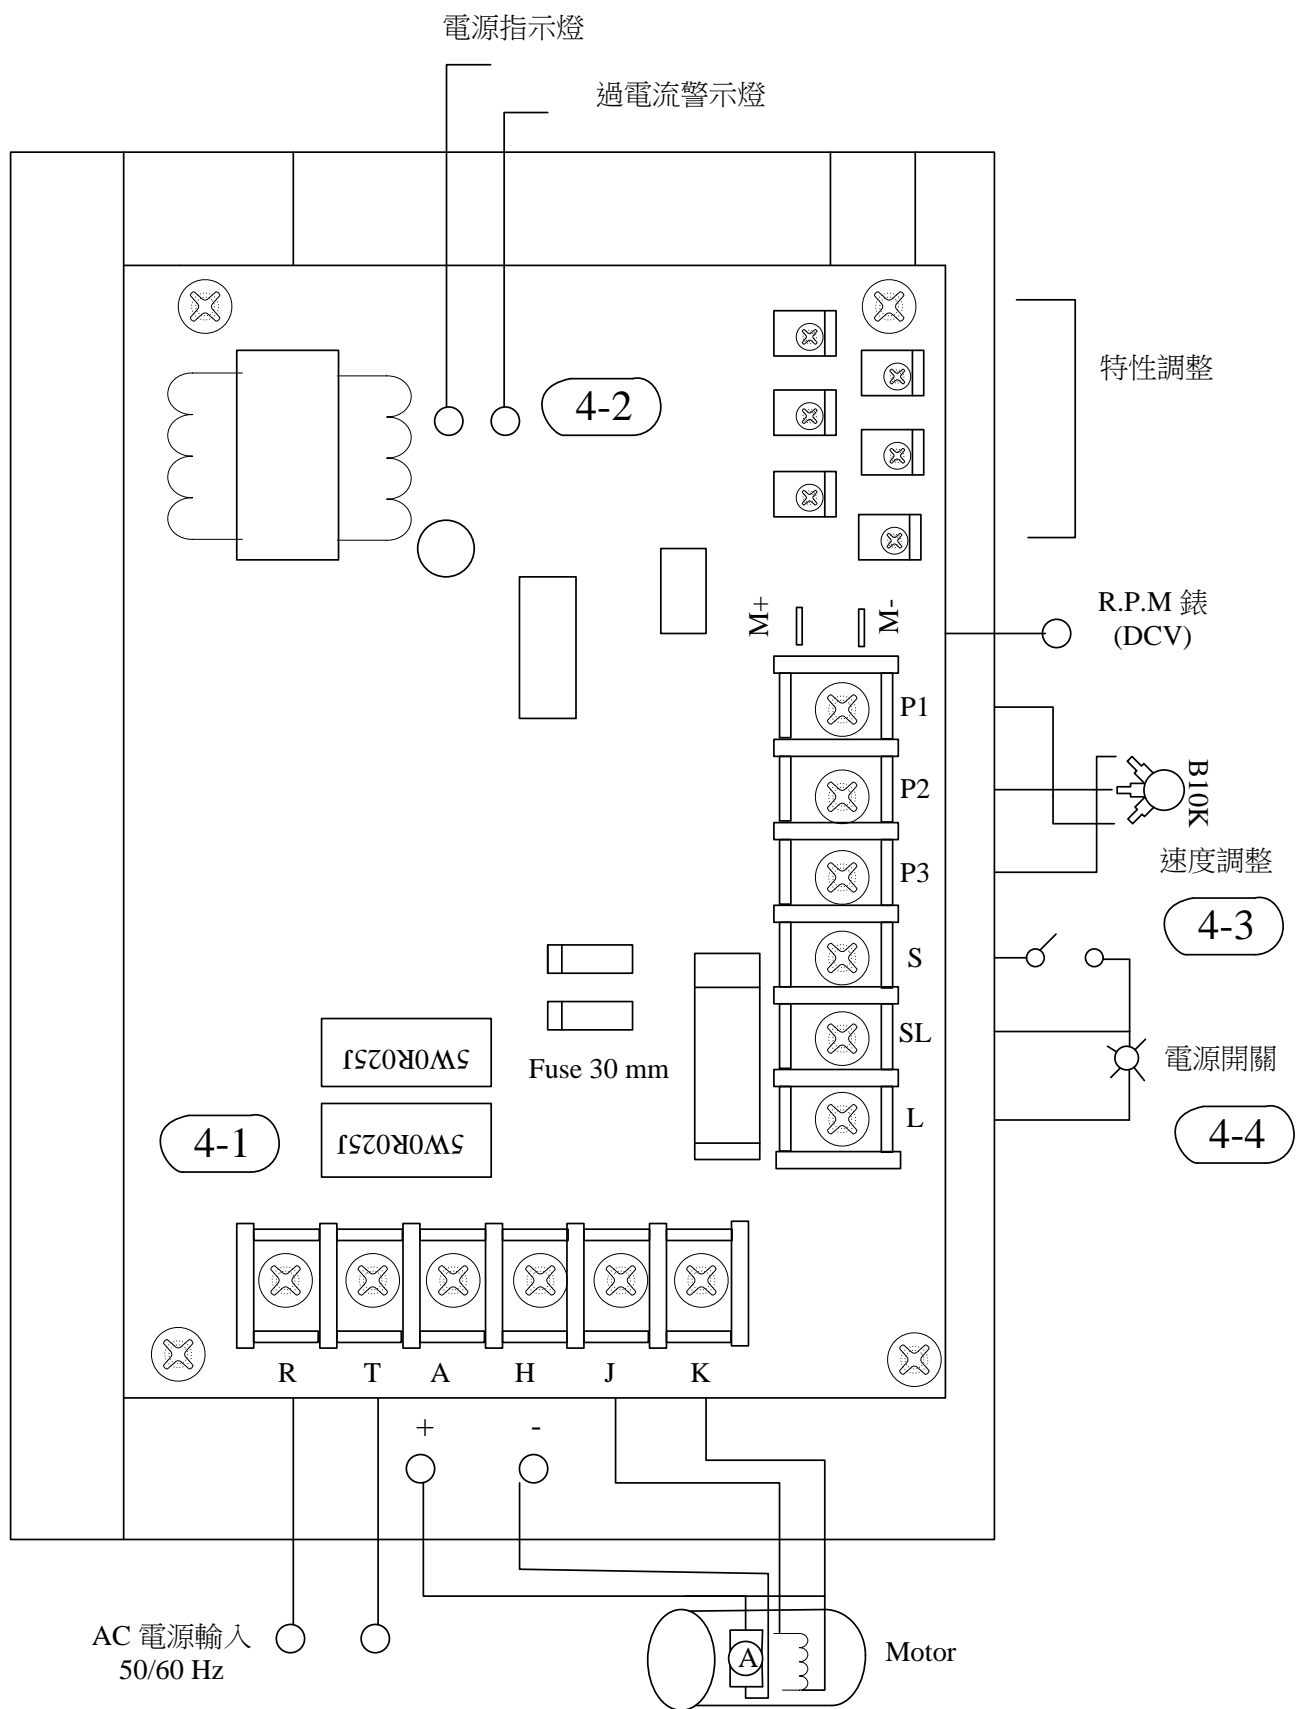 電源指示燈
過電流警示燈
4-2
特性調整
M+
M-
R.P.M 錶
(DCV)
P1
P2
B10K
P3
速度調整
4-3
S
SL
電源開關
5W0R025J
Fuse 30 mm
L
4-4
4-1
5W0R025J
R T A H J K
+ -
AC 電源輸入
50/60 Hz
A
Motor